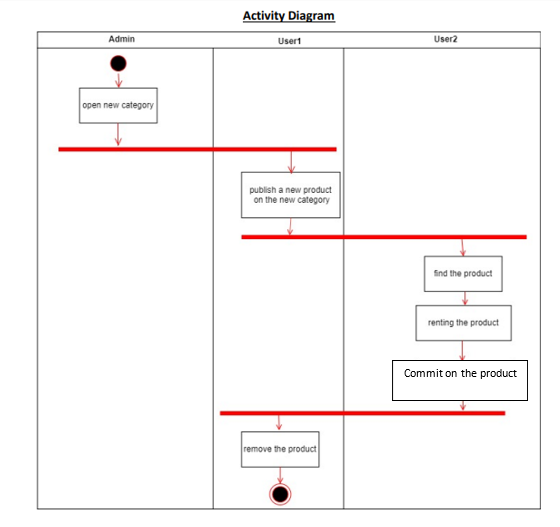 Activity Diagram
Admin
User1
User2
open new category
publish a new product
on the new category
find the product
renting the product
Commit on the product
remove the product